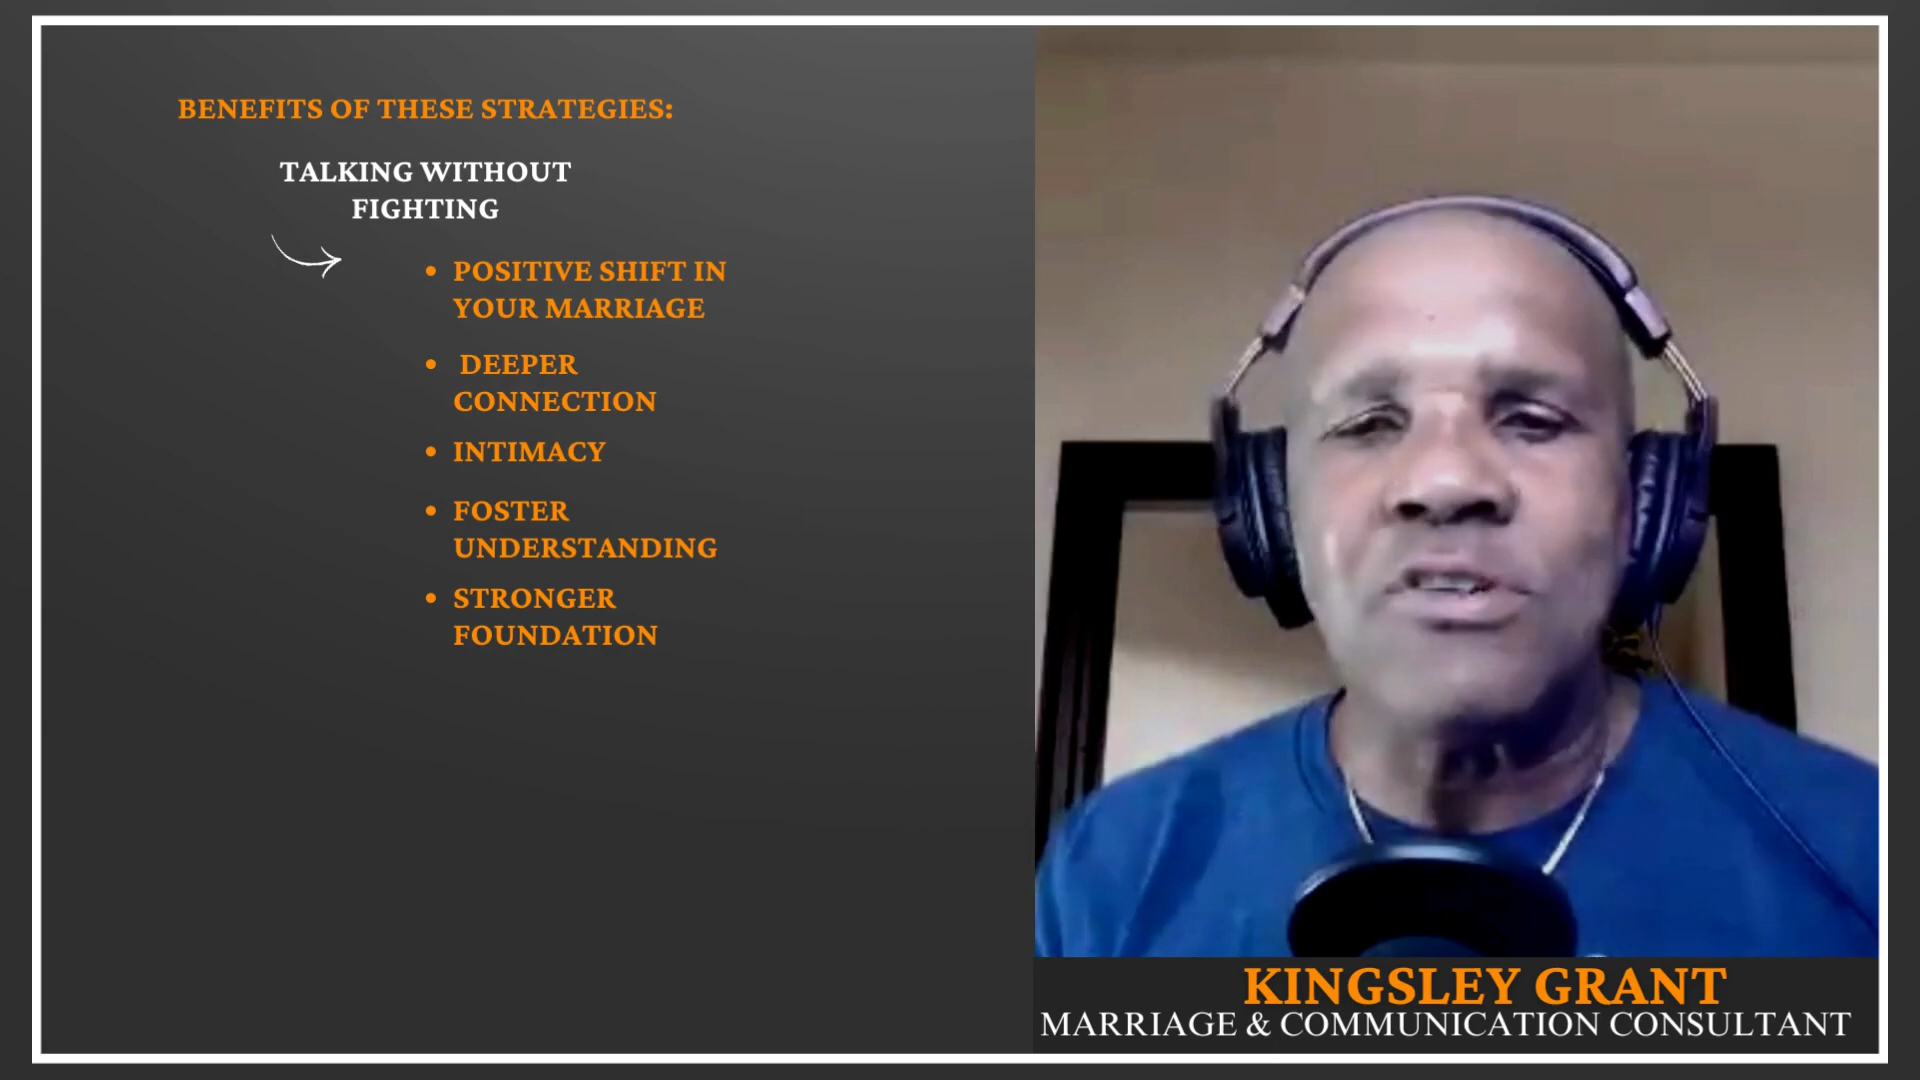 BENEFITS OF THESE STRATEGIES:
TALKING WITHOUT
FIGHTING
• POSITIVE SHIFT IN
YOUR MARRIAGE
• DEEPER
CONNECTION
• INTIMACY
• FOSTER
UNDERSTANDING
• STRONGER
FOUNDATION
KINGSLEY GRANT
MARRIAGE & COMMUNICATION CONSULTANT